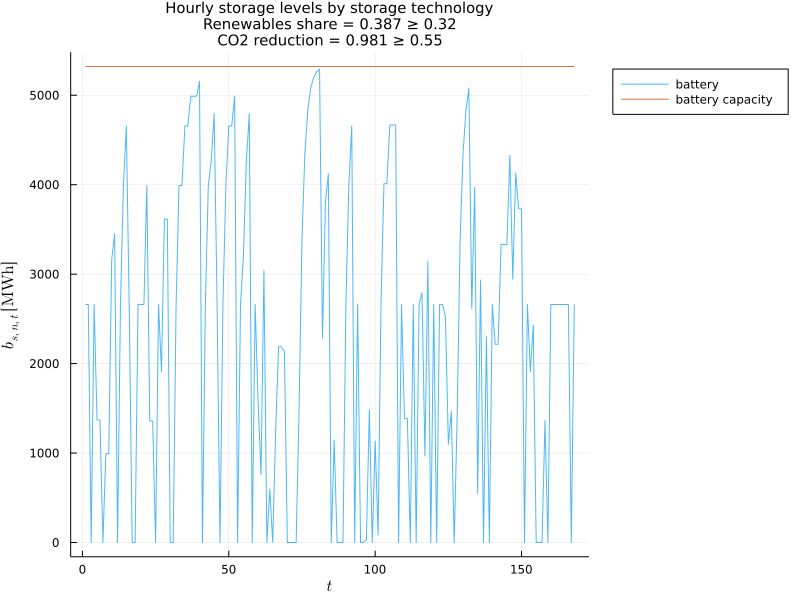 Hourly storage levels by storage technology
Renewables share = 0.387 ≥ 0.32
CO2 reduction = 0.981 ≥ 0.55
battery
battery capacity
5000
4000
3000
2000
1000
0
b_{s, n, t} [MWh]
0 50 100 150
t